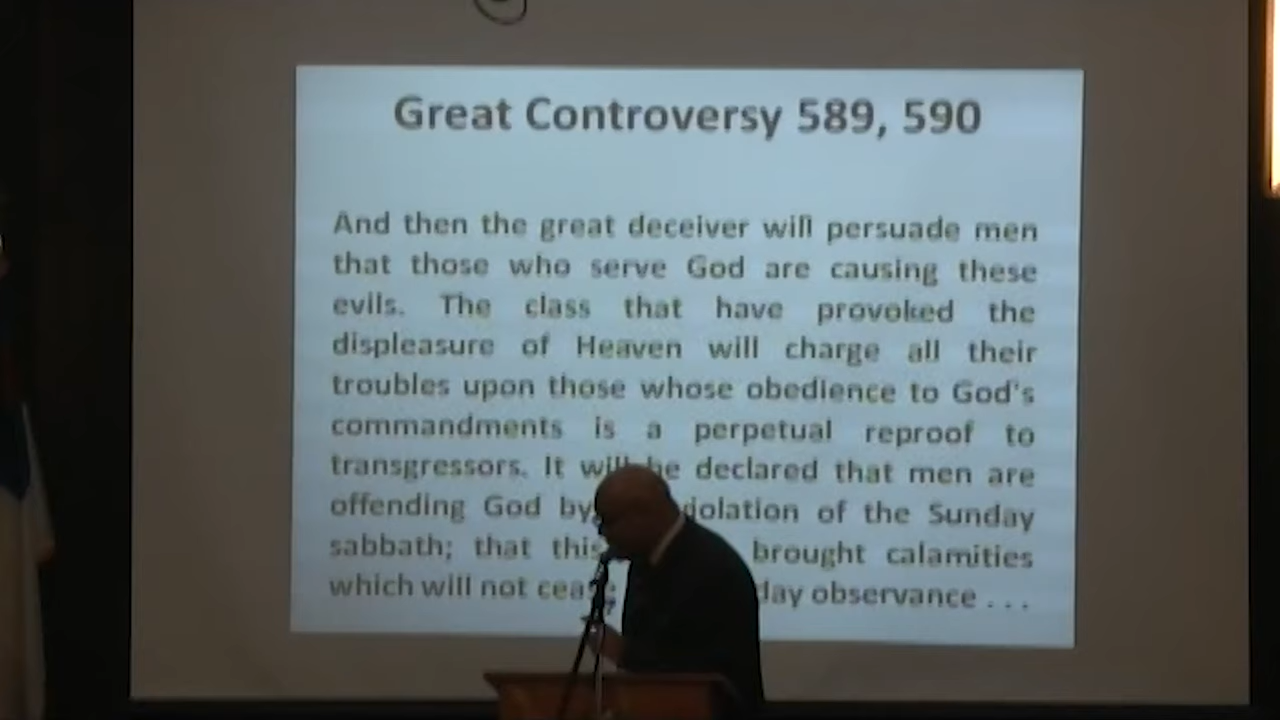 Great Controversy 589, 590
And then the great deceiver will persuade men
that those who serve God are causing these
evils. The class that have provoked the
displeasure of Heaven will charge all their
troubles upon those whose obedience to God's
commandments is a perpetual reproof to
transgressors. It will be declared that men are
offending God by violation of the Sunday
sabbath; that this brought calamities
which will not cease day observance . . .